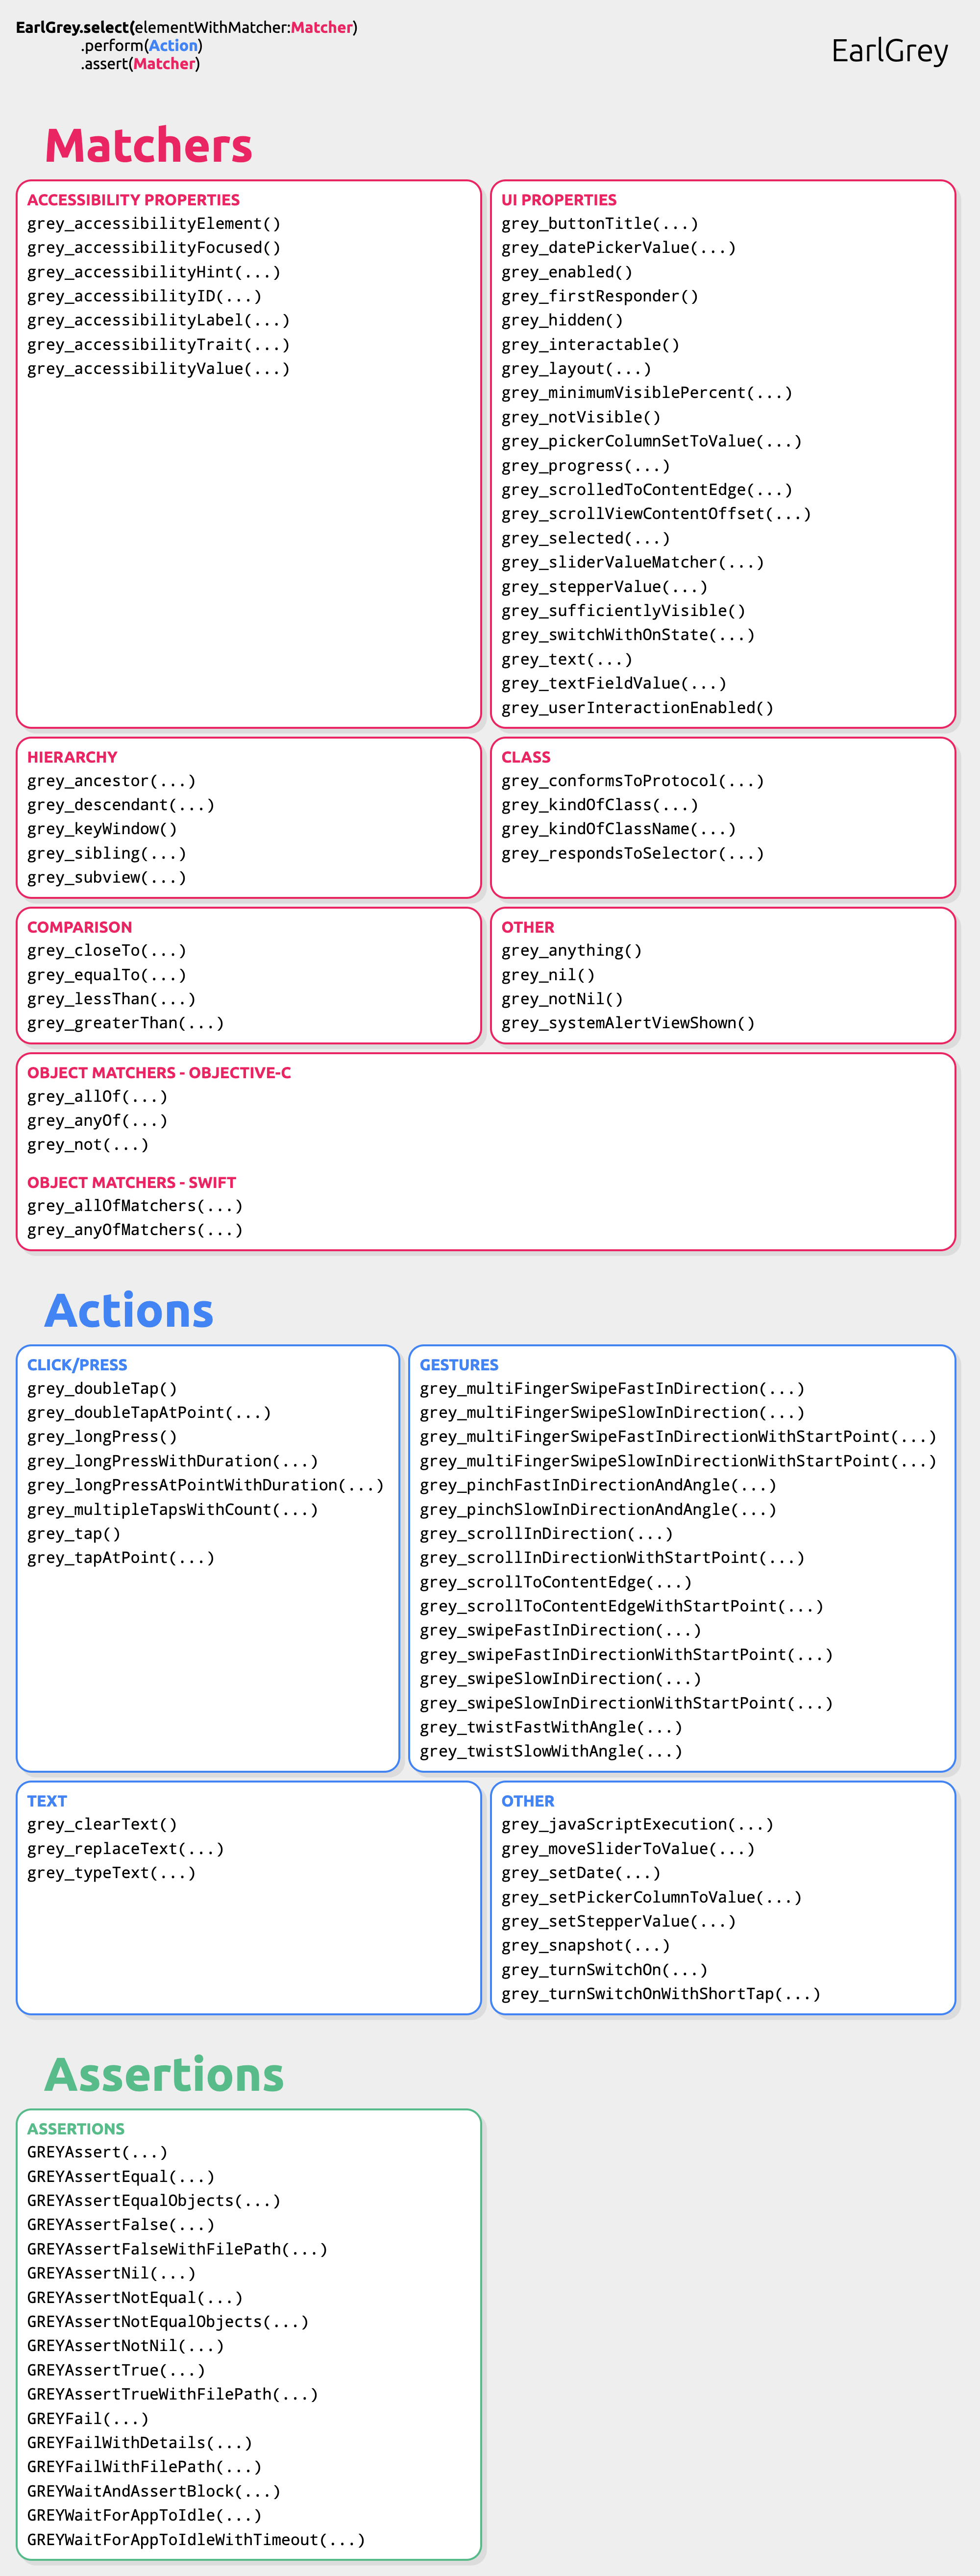 EarlGrey.select(elementWithMatcher:Matcher)
.perform(Action)
.assert(Matcher)
EarlGrey
Matchers
ACCESSIBILITY PROPERTIES
grey_accessibilityElement()
grey_accessibilityFocused()
grey_accessibilityHint(...)
grey_accessibilityID(...)
grey_accessibilityLabel(...)
grey_accessibilityTrait(...)
grey_accessibilityValue(...)
UI PROPERTIES
grey_buttonTitle(...)
grey_datePickerValue(...)
grey_enabled()
grey_firstResponder()
grey_hidden()
grey_interactable()
grey_layout(...)
grey_minimumVisiblePercent(...)
grey_notVisible()
grey_pickerColumnSetToValue(...)
grey_progress(...)
grey_scrolledToContentEdge(...)
grey_scrollViewContentOffset(...)
grey_selected(...)
grey_sliderValueMatcher(...)
grey_stepperValue(...)
grey_sufficientlyVisible()
grey_switchWithOnState(...)
grey_text(...)
grey_textFieldValue(...)
grey_userInteractionEnabled()
HIERARCHY
grey_ancestor(...)
grey_descendant(...)
grey_keyWindow()
grey_sibling(...)
grey_subview(...)
CLASS
grey_conformsToProtocol(...)
grey_kindOfClass(...)
grey_kindOfClassName(...)
grey_respondsToSelector(...)
COMPARISON
grey_closeTo(...)
grey_equalTo(...)
grey_lessThan(...)
grey_greaterThan(...)
OTHER
grey_anything()
grey_nil()
grey_notNil()
grey_systemAlertViewShown()
OBJECT MATCHERS - OBJECTIVE-C
grey_allOf(...)
grey_anyOf(...)
grey_not(...)
OBJECT MATCHERS - SWIFT
grey_allOfMatchers(...)
grey_anyOfMatchers(...)
Actions
CLICK/PRESS
grey_doubleTap()
grey_doubleTapAtPoint(...)
grey_longPress()
grey_longPressWithDuration(...)
grey_longPressAtPointWithDuration(...)
grey_multipleTapsWithCount(...)
grey_tap()
grey_tapAtPoint(...)
GESTURES
grey_multiFingerSwipeFastInDirection(...)
grey_multiFingerSwipeSlowInDirection(...)
grey_multiFingerSwipeFastInDirectionWithStartPoint(...)
grey_multiFingerSwipeSlowInDirectionWithStartPoint(...)
grey_pinchFastInDirectionAndAngle(...)
grey_pinchSlowInDirectionAndAngle(...)
grey_scrollInDirection(...)
grey_scrollInDirectionWithStartPoint(...)
grey_scrollToContentEdge(...)
grey_scrollToContentEdgeWithStartPoint(...)
grey_swipeFastInDirection(...)
grey_swipeFastInDirectionWithStartPoint(...)
grey_swipeSlowInDirection(...)
grey_swipeSlowInDirectionWithStartPoint(...)
grey_twistFastWithAngle(...)
grey_twistSlowWithAngle(...)
TEXT
grey_clearText()
grey_replaceText(...)
grey_typeText(...)
OTHER
grey_javaScriptExecution(...)
grey_moveSliderToValue(...)
grey_setDate(...)
grey_setPickerColumnToValue(...)
grey_setStepperValue(...)
grey_snapshot(...)
grey_turnSwitchOn(...)
grey_turnSwitchOnWithShortTap(...)
Assertions
ASSERTIONS
GREYAssert(...)
GREYAssertEqual(...)
GREYAssertEqualObjects(...)
GREYAssertFalse(...)
GREYAssertFalseWithFilePath(...)
GREYAssertNil(...)
GREYAssertNotEqual(...)
GREYAssertNotEqualObjects(...)
GREYAssertNotNil(...)
GREYAssertTrue(...)
GREYAssertTrueWithFilePath(...)
GREYFail(...)
GREYFailWithDetails(...)
GREYFailWithFilePath(...)
GREYWaitAndAssertBlock(...)
GREYWaitForAppToIdle(...)
GREYWaitForAppToIdleWithTimeout(...)